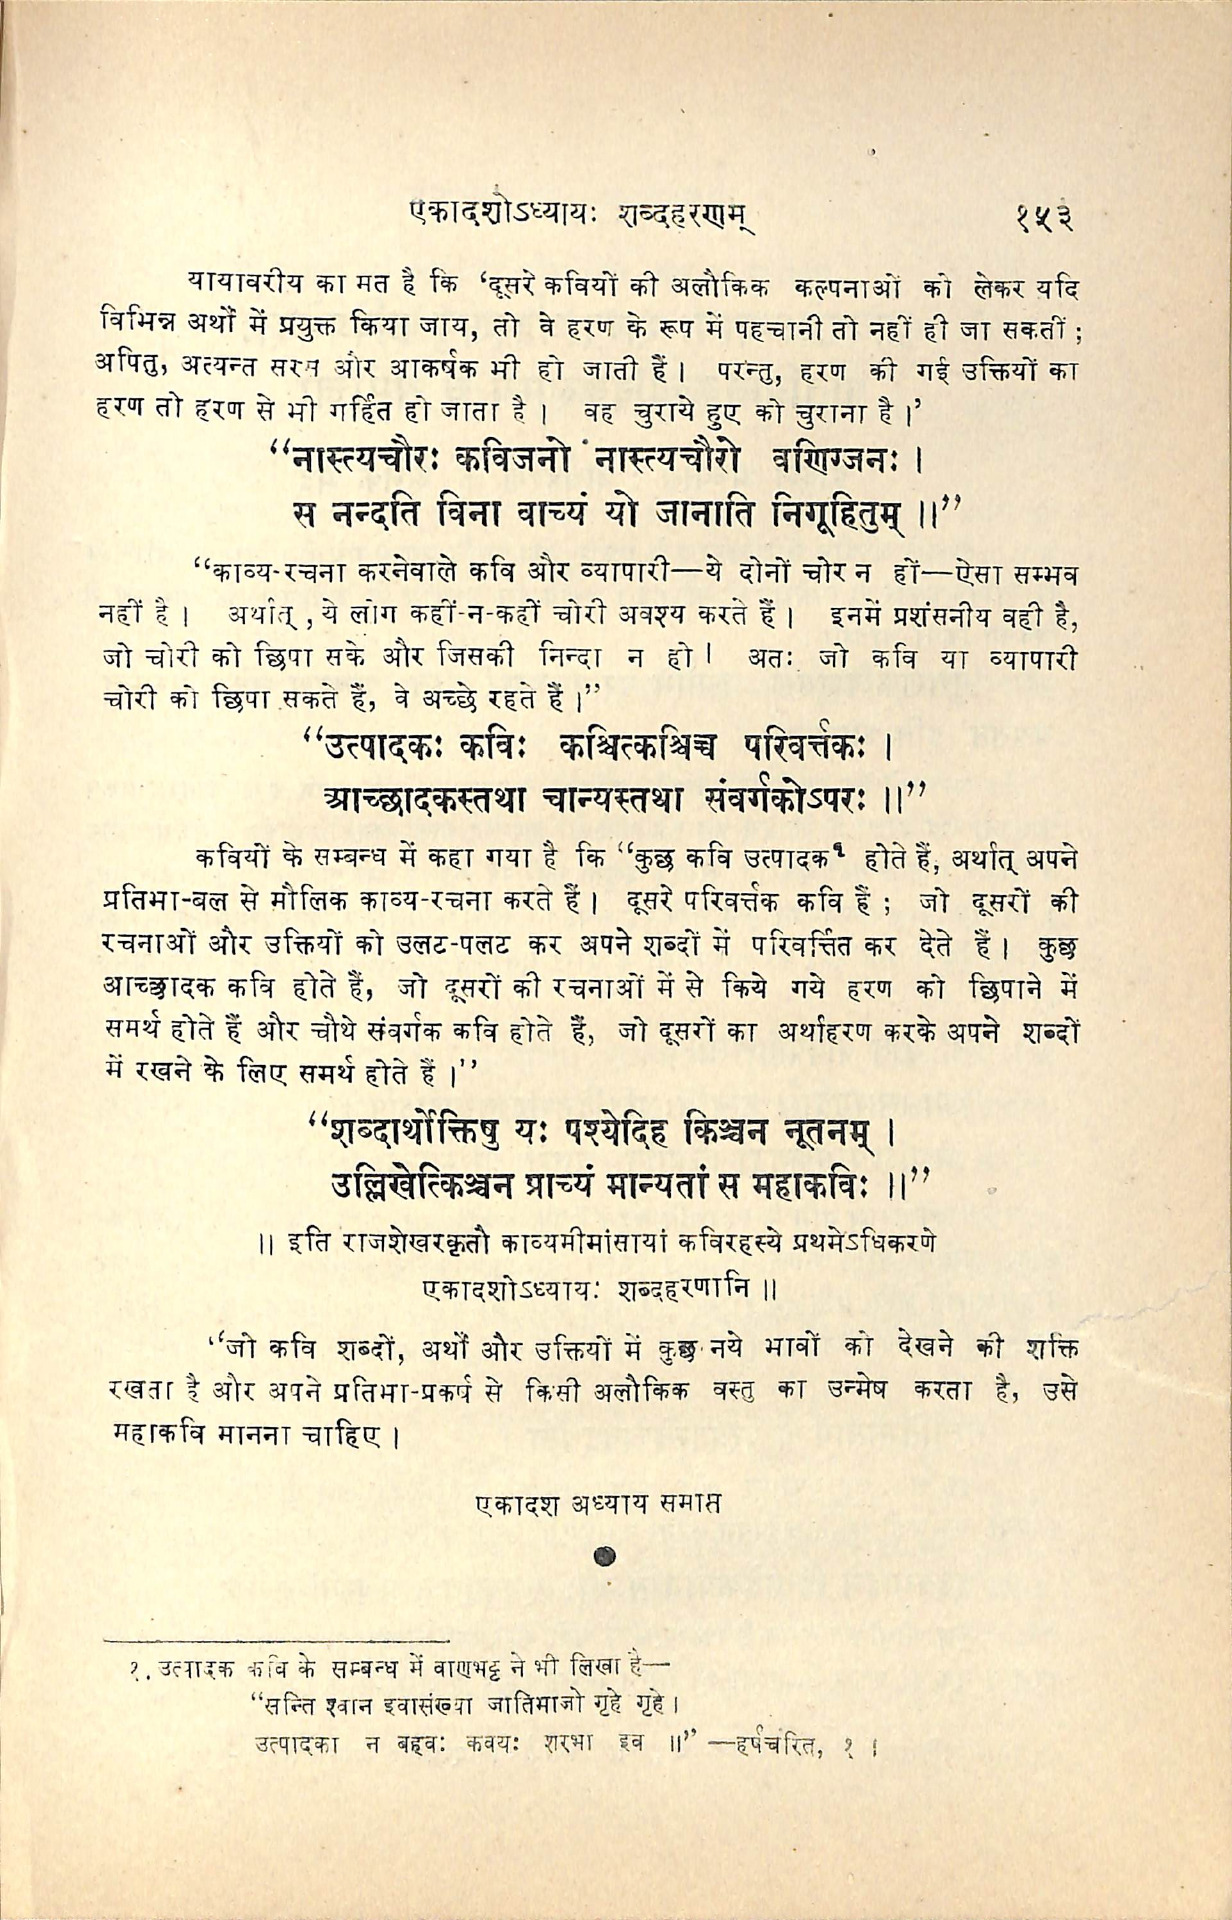 एकादशोऽध्यायः शब्दहरणम् १५३
यायावरीय का मत है कि ‘दूसरे कवियों की अलौकिक कल्पनाओं को लेकर यदि
विभिन्न अर्थों में प्रयुक्त किया जाय, तो वे हरण के रूप में पहचानी तो नहीं ही जा सकतीं ;
अपितु, अत्यन्त सरस और आकर्षक भी हो जाती हैं। परन्तु, हरण की गई उक्तियों का
हरण तो हरण से भी गर्हित हो जाता है। वह चुराये हुए को चुराना है।’
“नास्त्यचौरः कविजनो नास्त्यचौरो वणिग्जनः।
स नन्दति विना वाच्यं यो जानाति निगूहितुम्॥”
“काव्य-रचना करनेवाले कवि और व्यापारी—ये दोनों चोर न हों—ऐसा सम्भव
नहीं है। अर्थात्, ये लोग कहीं-न-कहीं चोरी अवश्य करते हैं। इनमें प्रशंसनीय वही है,
जो चोरी को छिपा सके और जिसकी निन्दा न हो। अतः जो कवि या व्यापारी
चोरी को छिपा सकते हैं, वे अच्छे रहते हैं।”
“उत्पादकः कविः कश्चित्कश्चिच्च परिवर्त्तकः।
आच्छादकस्तथा चान्यस्तथा संवर्गकोऽपरः॥”
कवियों के सम्बन्ध में कहा गया है कि “कुछ कवि उत्पादक१ होते हैं, अर्थात् अपने
प्रतिभा-बल से मौलिक काव्य-रचना करते हैं। दूसरे परिवर्त्तक कवि हैं ; जो दूसरों की
रचनाओं और उक्तियों को उलट-पलट कर अपने शब्दों में परिवर्त्तित कर देते हैं। कुछ
आच्छादक कवि होते हैं, जो दूसरों की रचनाओं में से किये गये हरण को छिपाने में
समर्थ होते हैं और चौथे संवर्गक कवि होते हैं, जो दूसरों का अर्थाहरण करके अपने शब्दों
में रखने के लिए समर्थ होते हैं।”
“शब्दार्थोक्तिषु यः पश्येदिह किञ्चन नूतनम्।
उल्लिखेत्किञ्चन प्राच्यं मान्यतां स महाकविः॥”
॥ इति राजशेखरकृतौ काव्यमीमांसायां कविरहस्ये प्रथमेऽधिकरणे
एकादशोऽध्यायः शब्दहरणानि॥
“जो कवि शब्दों, अर्थों और उक्तियों में कुछ नये भावों को देखने की शक्ति
रखता है और अपने प्रतिभा-प्रकर्ष से किसी अलौकिक वस्तु का उन्मेष करता है, उसे
महाकवि मानना चाहिए।
एकादश अध्याय समाप्त
१. उत्पादक कवि के सम्बन्ध में वाणभट्ट ने भी लिखा है—
“सन्ति श्वान इवासंख्या जातिभाजो गृहे गृहे।
उत्पादका न बहवः कवयः शरभा इव॥” —हर्षचरित, १।